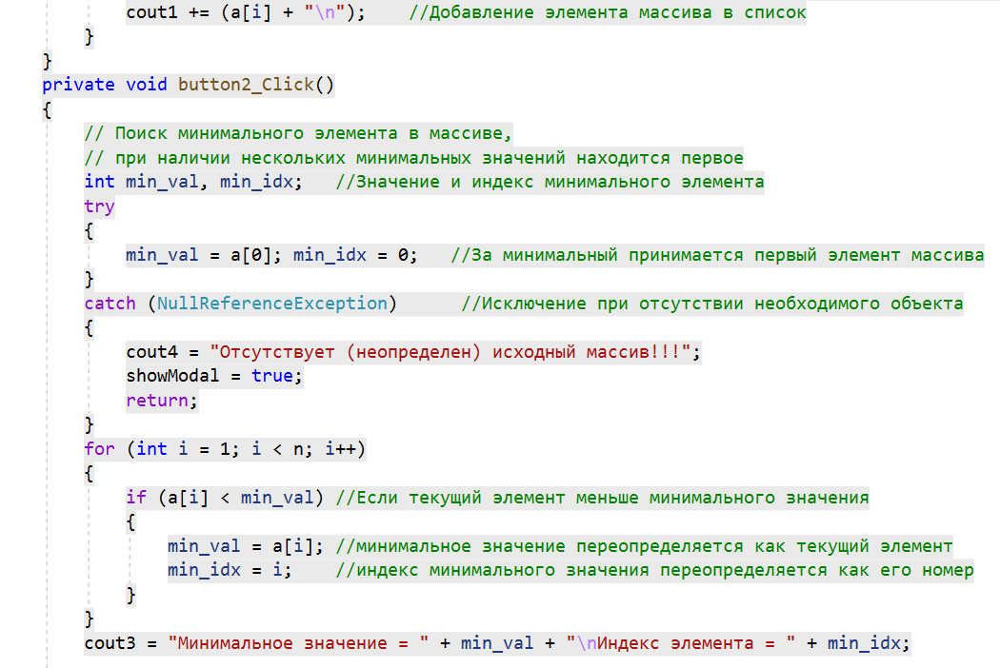 cout1 += (a[i] + "\n");    //Добавление элемента массива в список
}
}
private void button2_Click()
{
// Поиск минимального элемента в массиве,
// при наличии нескольких минимальных значений находится первое
int min_val, min_idx;   //Значение и индекс минимального элемента
try
{
min_val = a[0]; min_idx = 0;   //За минимальный принимается первый элемент массива
}
catch (NullReferenceException)      //Исключение при отсутствии необходимого объекта
{
cout4 = "Отсутствует (неопределен) исходный массив!!!";
showModal = true;
return;
}
for (int i = 1; i < n; i++)
{
if (a[i] < min_val) //Если текущий элемент меньше минимального значения
{
min_val = a[i]; //минимальное значение переопределяется как текущий элемент
min_idx = i;    //индекс минимального значения переопределяется как его номер
}
}
cout3 = "Минимальное значение = " + min_val + "\nИндекс элемента = " + min_idx;